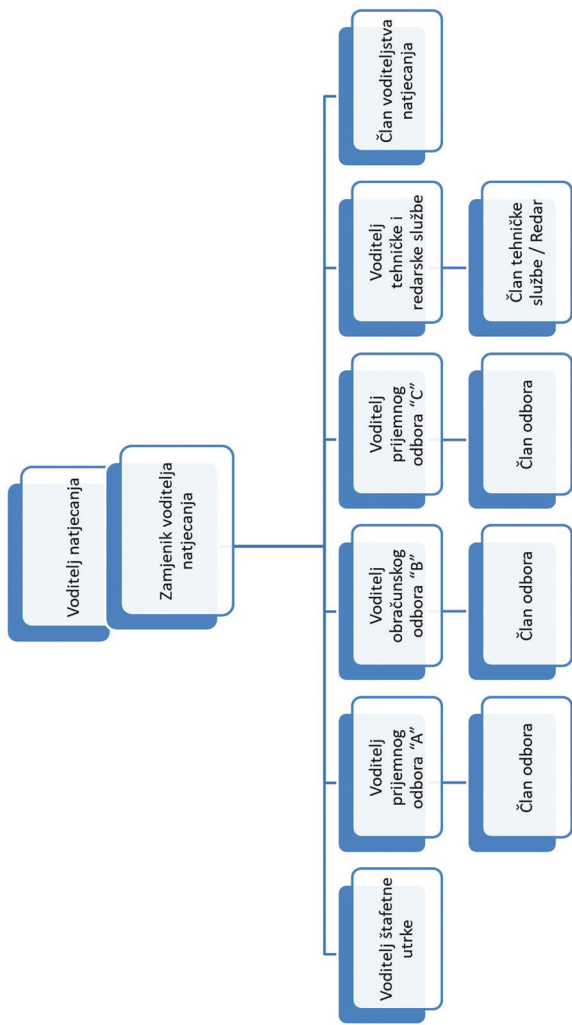 Voditelj natjecanja
Zamjenik voditelja
natjecanja
Voditelj štafetne
utrke
Voditelj
prijemnog
odbora “A”
Voditelj
obračunskog
odbora “B”
Voditelj
prijemnog
odbora “C”
Voditelj
tehničke i
redarske službe
Član voditeljstva
natjecanja
Član odbora
Član odbora
Član odbora
Član tehničke
službe / Redar